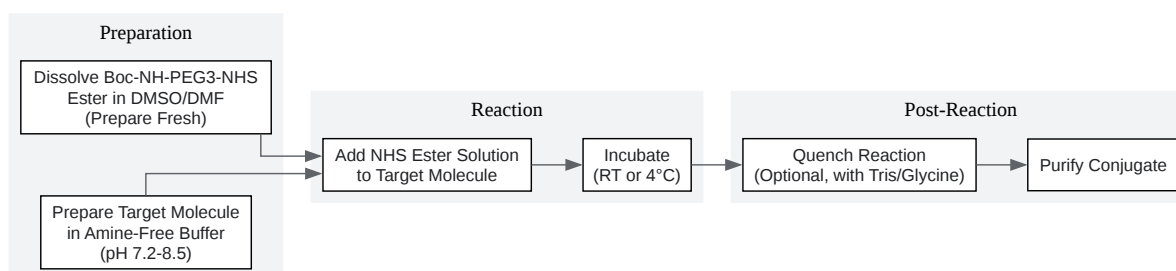 Preparation
Dissolve Boc-NH-PEG3-NHS
Ester in DMSO/DMF
(Prepare Fresh)
Prepare Target Molecule
in Amine-Free Buffer
(pH 7.2-8.5)
Reaction
Add NHS Ester Solution
to Target Molecule
Incubate
(RT or 4°C)
Post-Reaction
Quench Reaction
(Optional, with Tris/Glycine)
Purify Conjugate